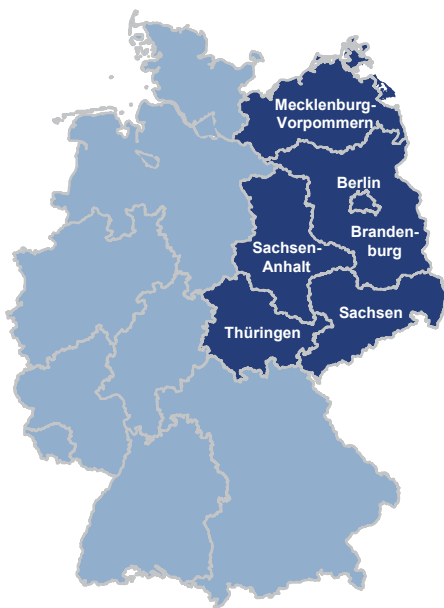 Mecklenburg-
Vorpommern
Berlin
Branden-
burg
Sachsen-
Anhalt
Sachsen
Thüringen